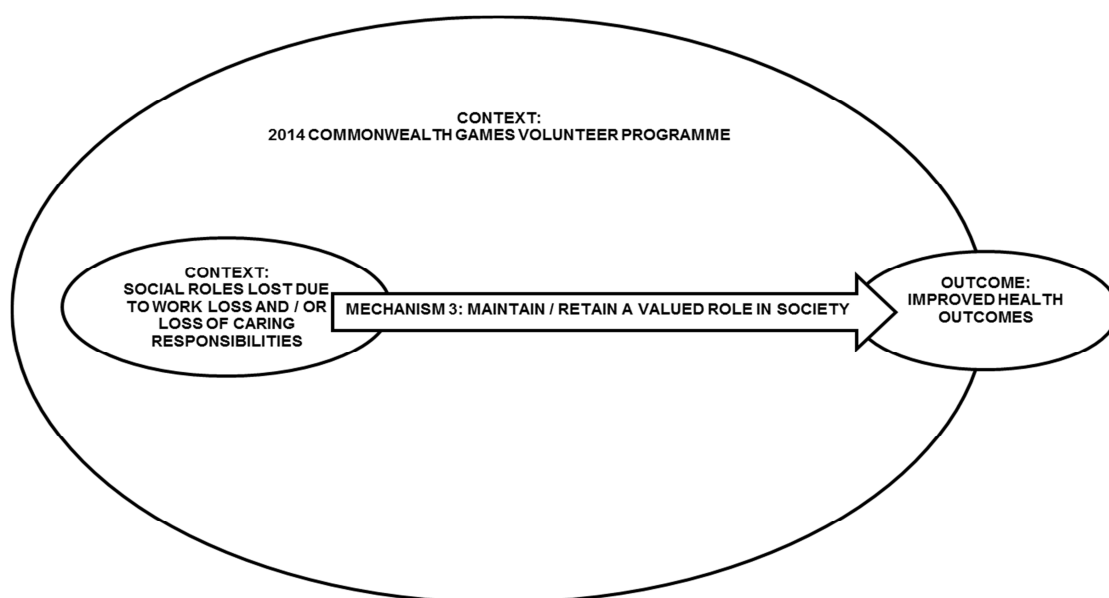 CONTEXT:
2014 COMMONWEALTH GAMES VOLUNTEER PROGRAMME
CONTEXT:
SOCIAL ROLES LOST DUE
TO WORK LOSS AND / OR
LOSS OF CARING
RESPONSIBILITIES
MECHANISM 3: MAINTAIN / RETAIN A VALUED ROLE IN SOCIETY
OUTCOME:
IMPROVED HEALTH
OUTCOMES